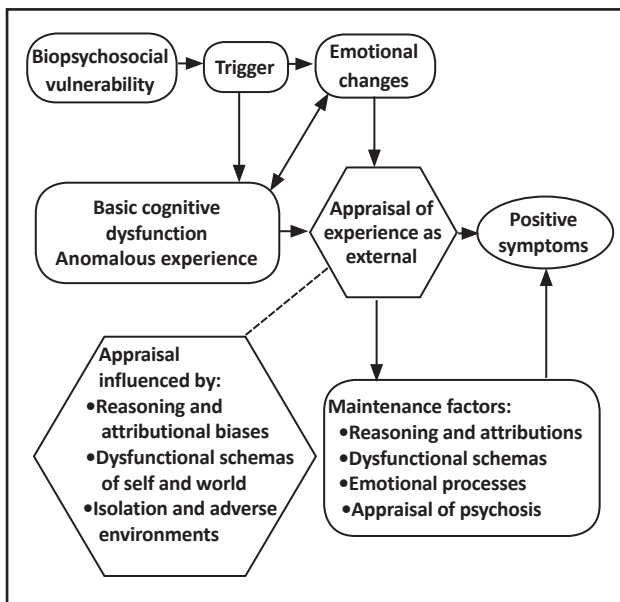 Biopsychosocial
vulnerability
Trigger
Emotional
changes
Basic cognitive
dysfunction
Anomalous experience
Appraisal of
experience as
external
Positive
symptoms
Appraisal
influenced by:
•Reasoning and
attributional biases
•Dysfunctional schemas
of self and world
•Isolation and adverse
environments
Maintenance factors:
•Reasoning and attributions
•Dysfunctional schemas
•Emotional processes
•Appraisal of psychosis